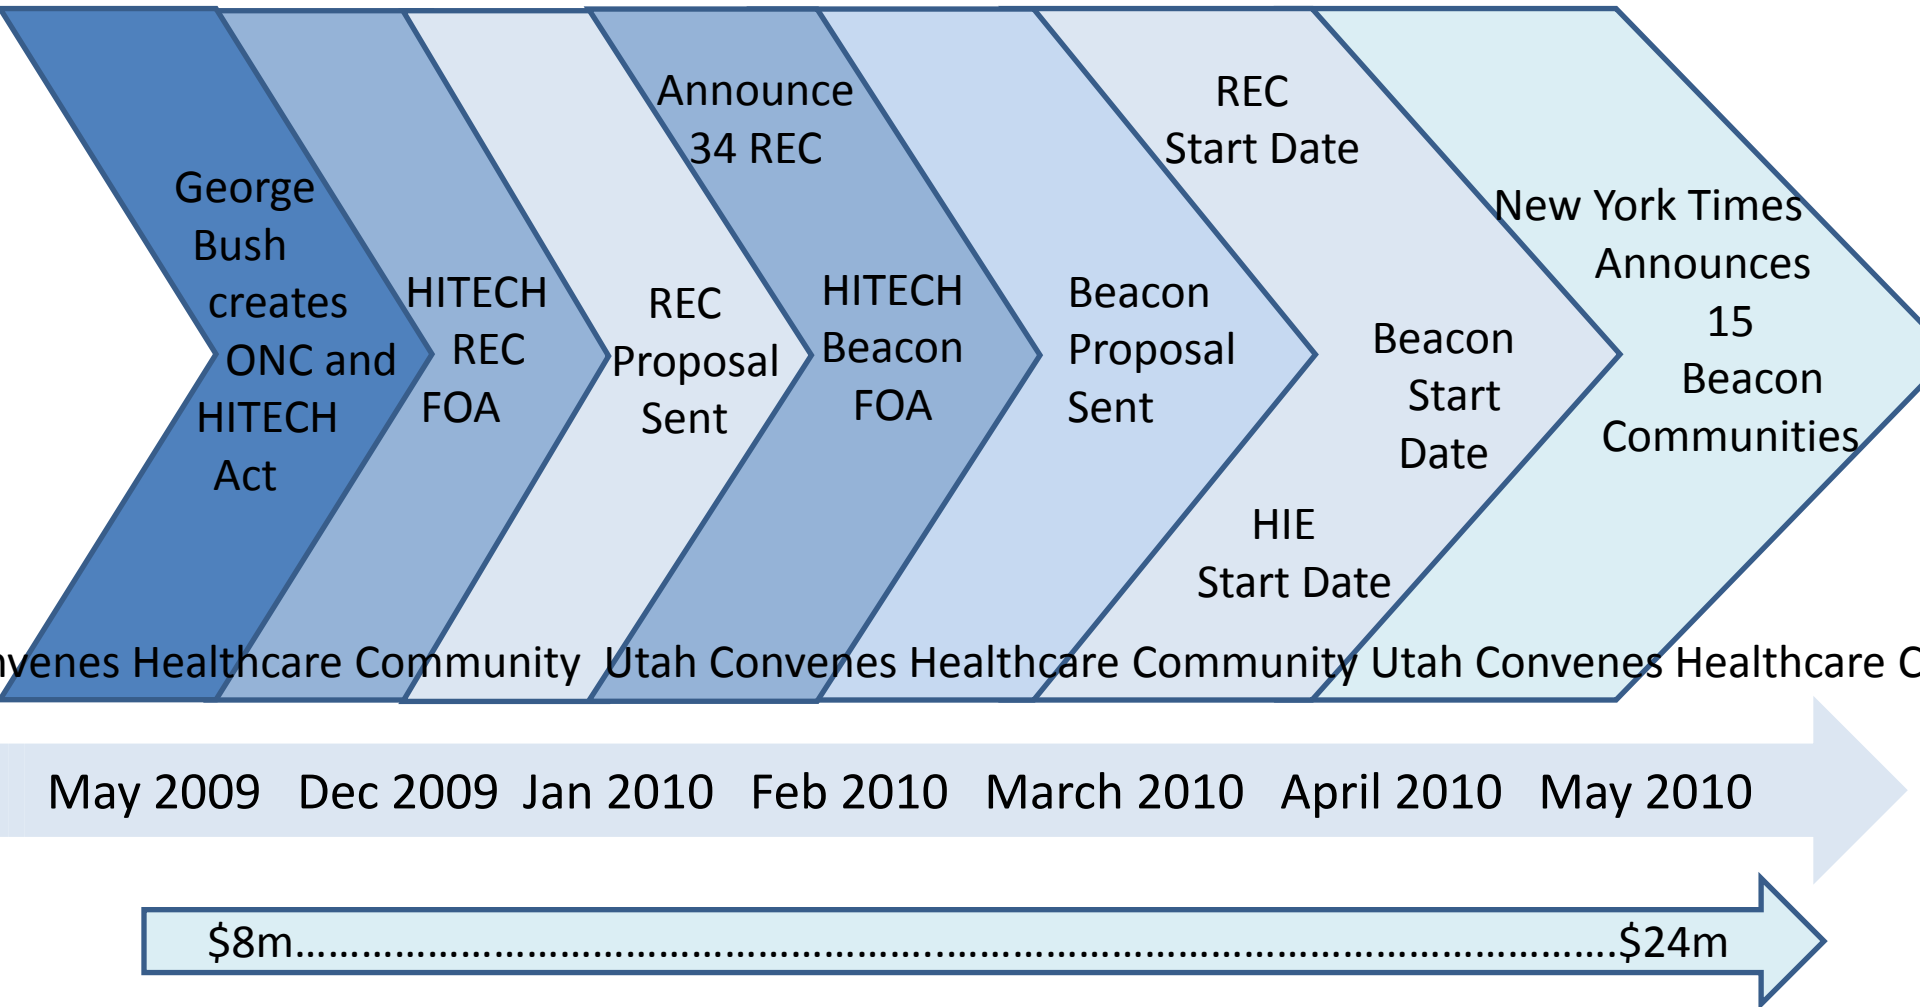 George
Bush
creates
ONC and
HITECH
Act
HITECH
REC
FOA
REC
Proposal
Sent
Announce
34 REC
HITECH
Beacon
FOA
Beacon
Proposal
Sent
REC
Start Date
Beacon
Start
Date
HIE
Start Date
New York Times
Announces
15
Beacon
Communities
Healthcare Community Utah Convenes Healthcare Community Utah Convenes Healthcare
May 2009 Dec 2009 Jan 2010 Feb 2010 March 2010 April 2010 May 2010
$8m……………………………………………………..…………………………………………………………….$24m